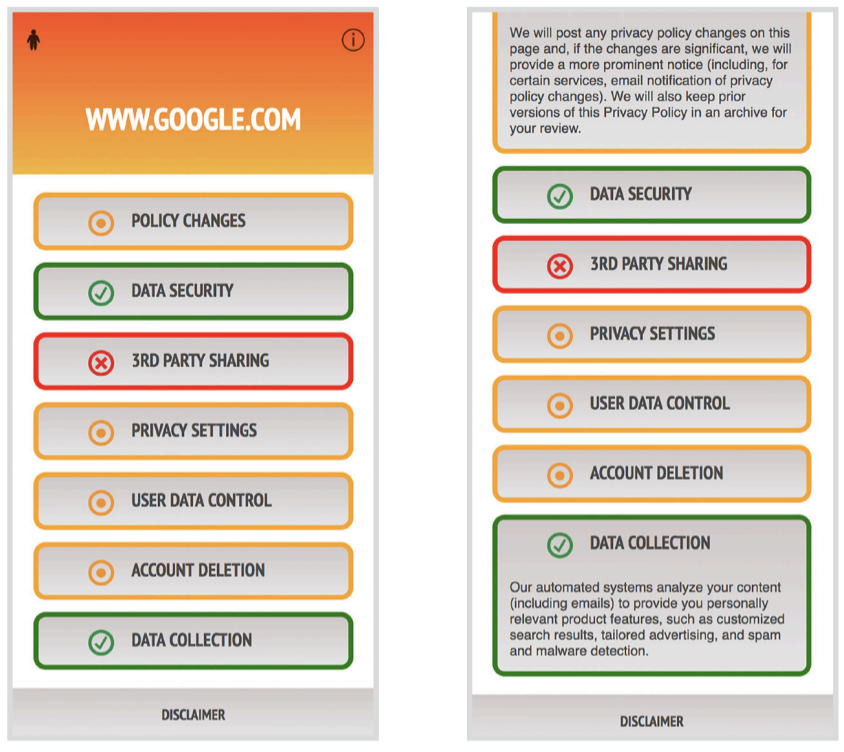 WWW.GOOGLE.COM
POLICY CHANGES
DATA SECURITY
3RD PARTY SHARING
PRIVACY SETTINGS
USER DATA CONTROL
ACCOUNT DELETION
DATA COLLECTION
DISCLAIMER
We will post any privacy policy changes on this
page and, if the changes are significant, we will
provide a more prominent notice (including, for
certain services, email notification of privacy
policy changes). We will also keep prior
versions of this Privacy Policy in an archive for
your review.
DATA SECURITY
3RD PARTY SHARING
PRIVACY SETTINGS
USER DATA CONTROL
ACCOUNT DELETION
DATA COLLECTION
Our automated systems analyze your content
(including emails) to provide you personally
relevant product features, such as customized
search results, tailored advertising, and spam
and malware detection.
DISCLAIMER